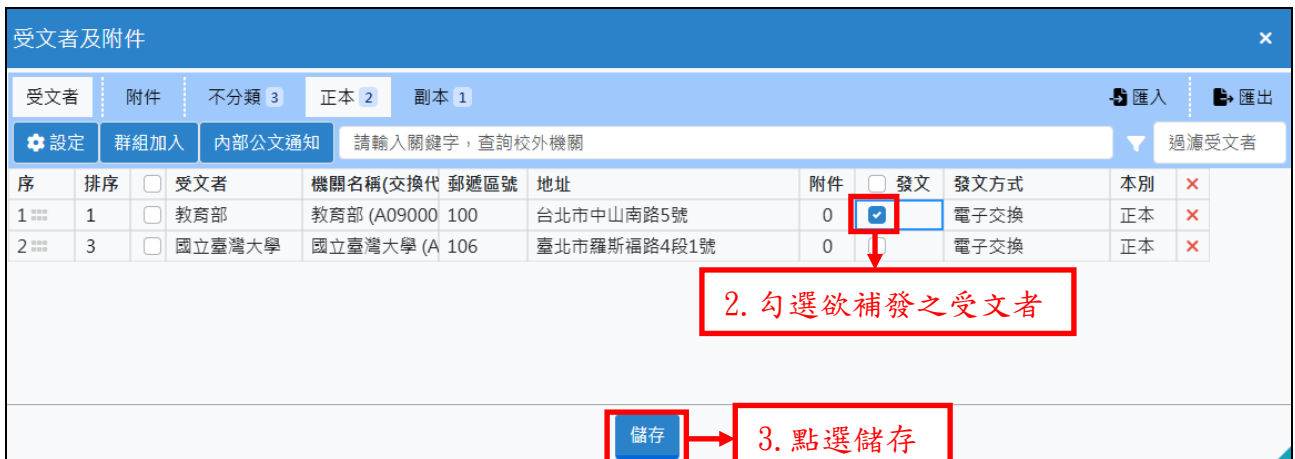 受文者及附件 ×
受文者 附件 不分類 3 正本 2 副本 1 匯入 匯出
設定 群組加入 內部公文通知 請輸入關鍵字，查詢校外機關 過濾受文者
序 排序 受文者 機關名稱(交換代 郵遞區號 地址 附件 發文 發文方式 本別 ×
1 1 教育部 教育部 (A09000 100 台北市中山南路5號 0 電子交換 正本 ×
2 3 國立臺灣大學 國立臺灣大學 (A 106 臺北市羅斯福路4段1號 0 電子交換 正本 ×
2.勾選欲補發之受文者
儲存 3.點選儲存